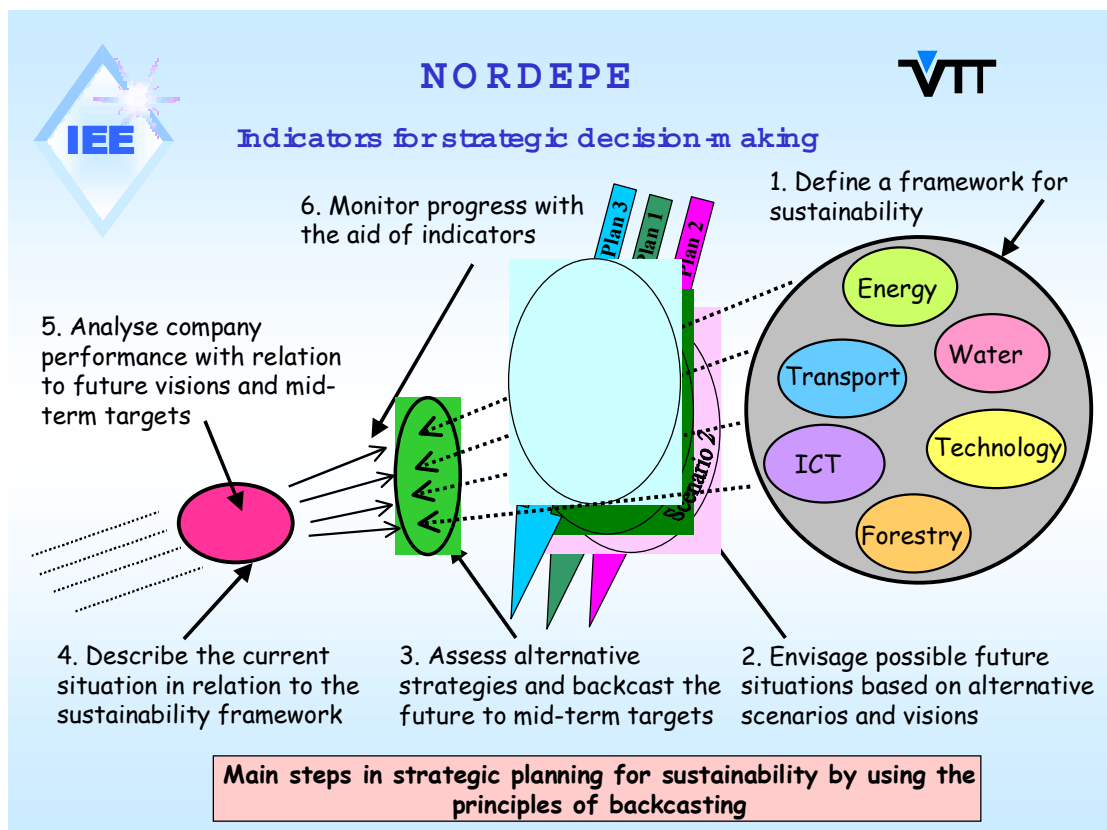 NORDEPE
VTT
IEE
Indicators for strategic decision-making
1. Define a framework for
sustainability
6. Monitor progress with
the aid of indicators
Plan 3
Plan 1
Plan 2
Energy
Water
Transport
Technology
ICT
Forestry
5. Analyse company
performance with relation
to future visions and mid-
term targets
Scenario 2
4. Describe the current
situation in relation to the
sustainability framework
3. Assess alternative
strategies and backcast the
future to mid-term targets
2. Envisage possible future
situations based on alternative
scenarios and visions
Main steps in strategic planning for sustainability by using the
principles of backcasting